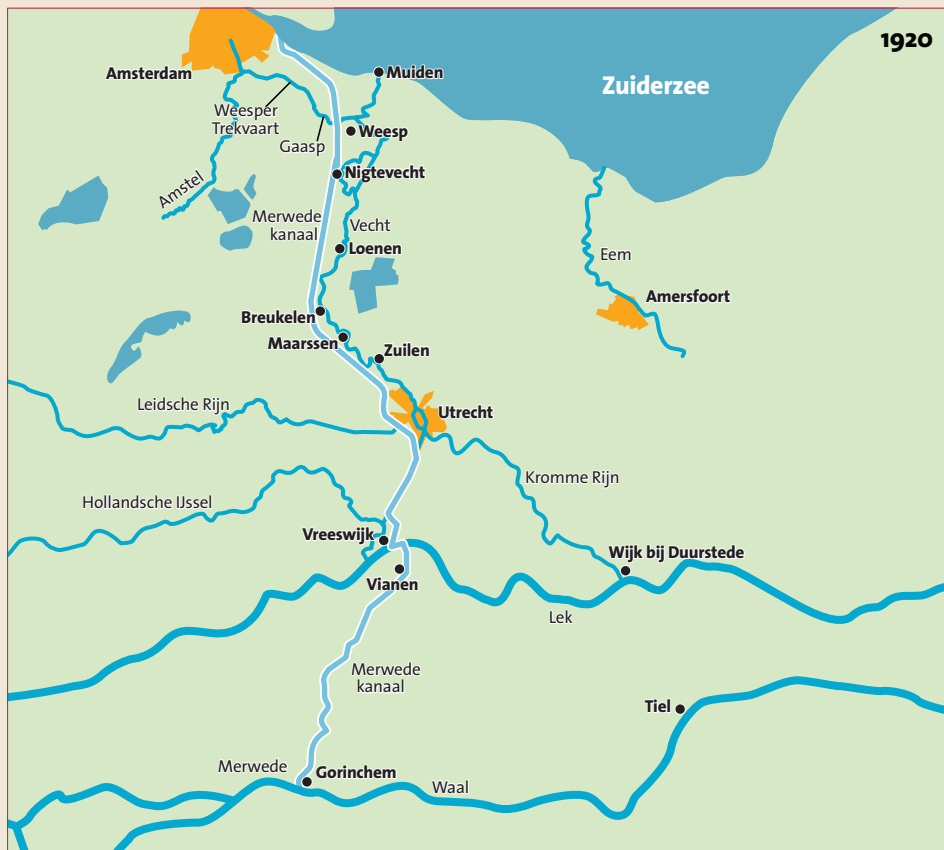 1920
Amsterdam
Muiden
Zuiderzee
Weesper
Trekvaart
Weesp
Gaasp
Nigtevecht
Amstel
Merwede
kanaal
Vecht
Loenen
Eem
Amersfoort
Breukelen
Maarssen
Zuilen
Leidsche Rijn
Utrecht
Kromme Rijn
Hollandsche IJssel
Vreeswijk
Wijk bij Duurstede
Vianen
Lek
Merwede
kanaal
Tiel
Merwede
Gorinchem
Waal